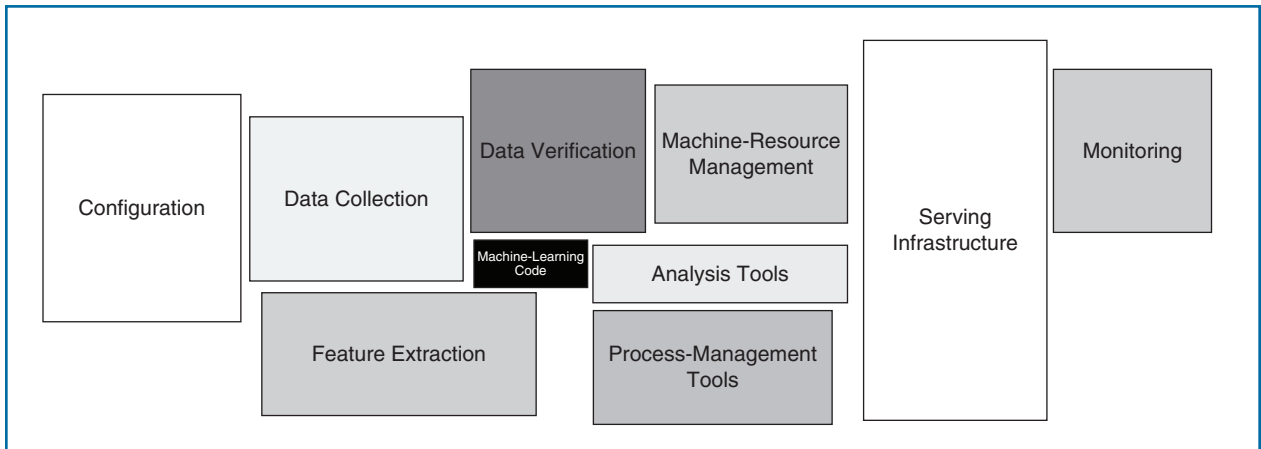 Configuration
Data Collection
Data Verification
Machine-Resource
Management
Serving
Infrastructure
Monitoring
Machine-Learning
Code
Analysis Tools
Feature Extraction
Process-Management
Tools